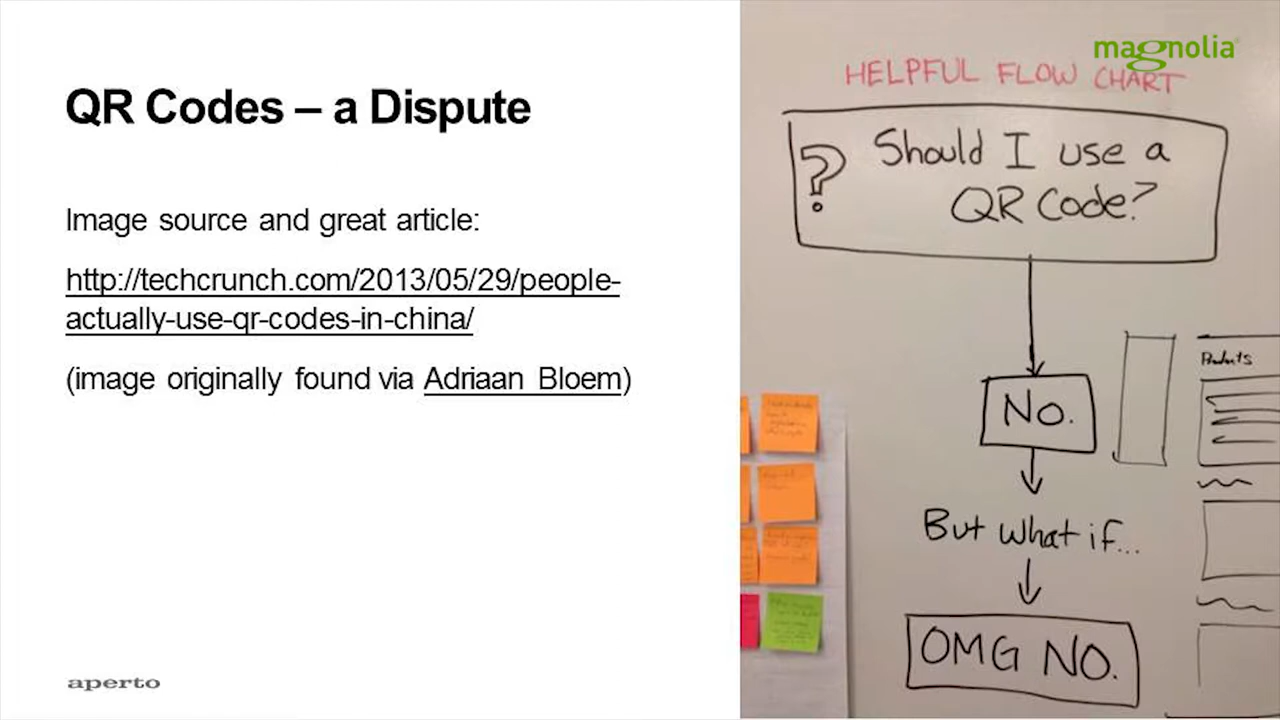 QR Codes – a Dispute
Image source and great article:
http://techcrunch.com/2013/05/29/people-
actually-use-qr-codes-in-china/
(image originally found via Adriaan Bloem)
aperto
magnolia
HELPFUL FLOW CHART
? Should I use a
QR Code?
No.
But what if...
OMG NO.
Products